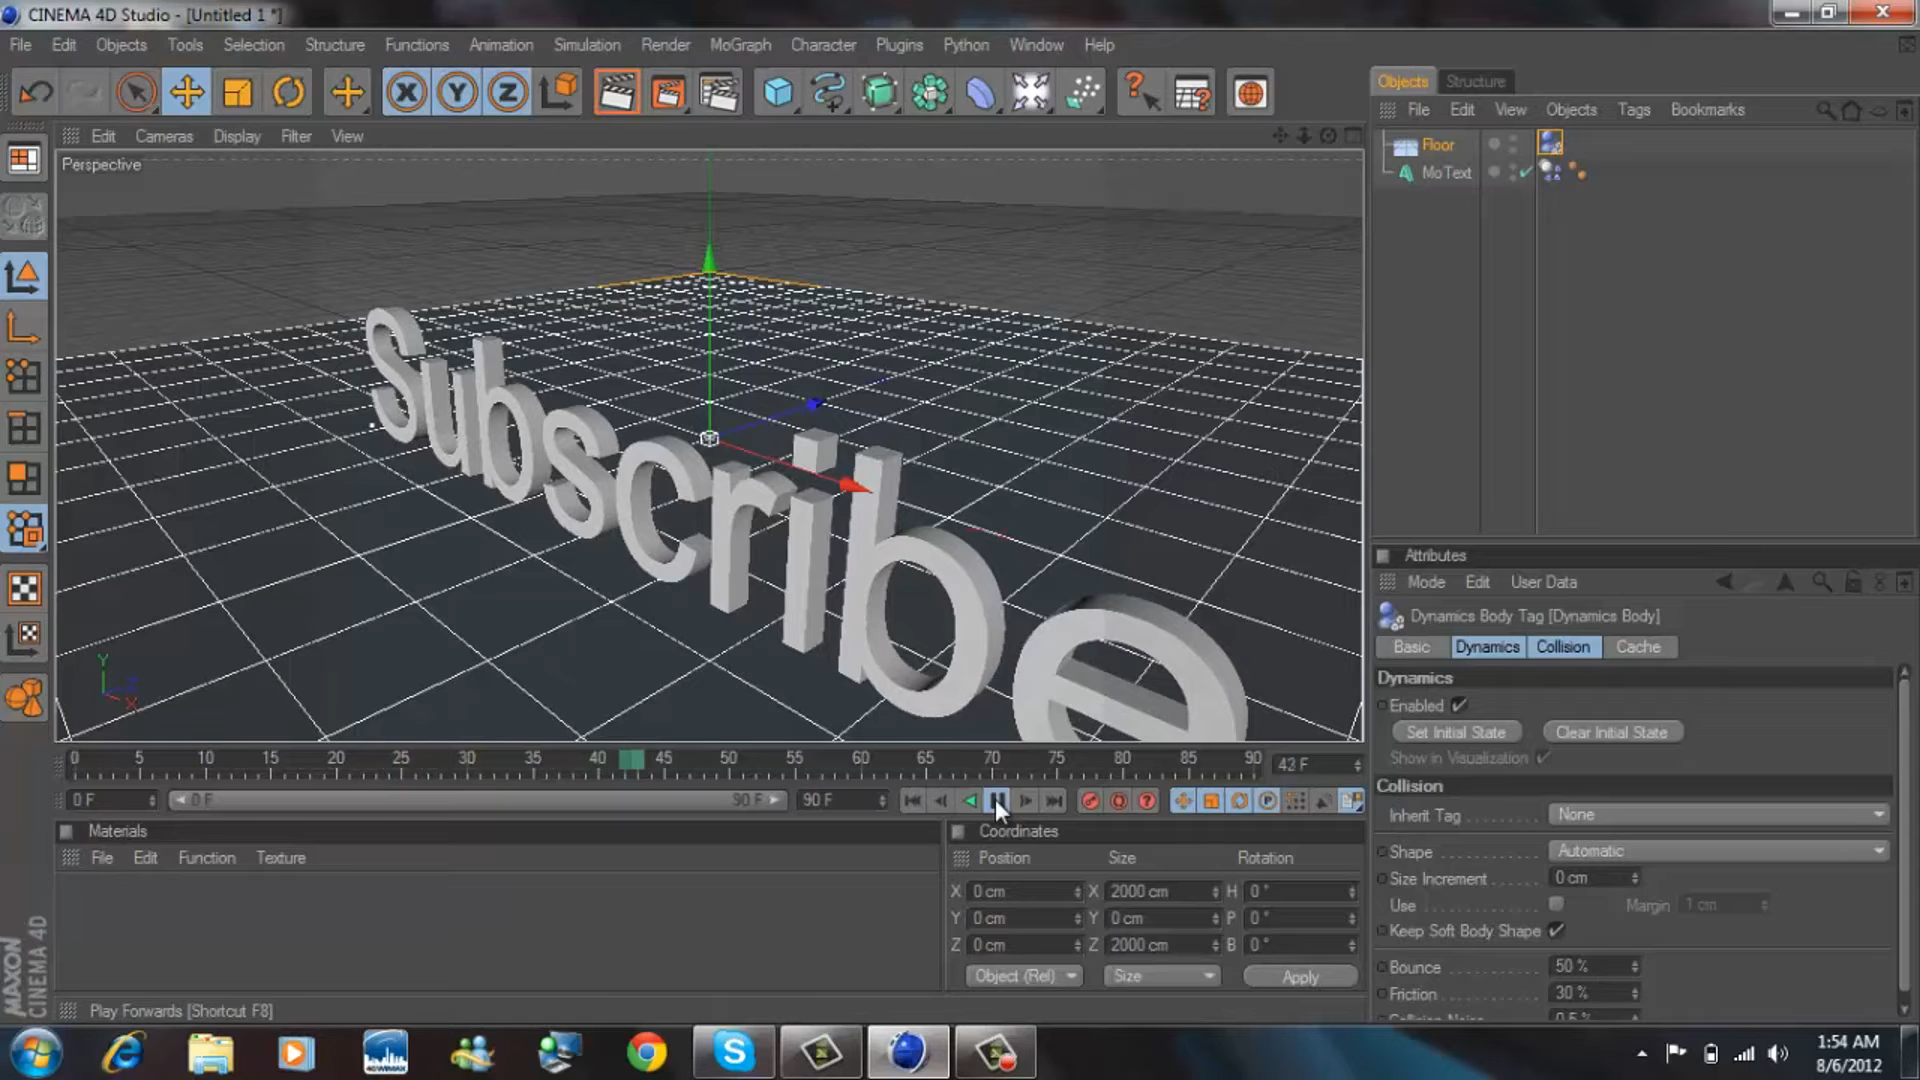 CINEMA 4D Studio - [Untitled 1 *]
File Edit Objects Tools Selection Structure Functions Animation Simulation Render MoGraph Character Plugins Python Window Help
X Y Z
Objects Structure
File Edit View Objects Tags Bookmarks
Floor
MoText
Edit Cameras Display Filter View
Perspective
Subscribe
Y
X
0 5 10 15 20 25 30 35 40 45 50 55 60 65 70 75 80 85 90 42 F
0 F 0 F 90 F 90 F
Materials
File Edit Function Texture
Coordinates
Position Size Rotation
X 0 cm X 2000 cm H 0 °
Y 0 cm Y 0 cm P 0 °
Z 0 cm Z 2000 cm B 0 °
Object (Rel) Size Apply
Attributes
Mode Edit User Data
Dynamics Body Tag [Dynamics Body]
Basic Dynamics Collision Cache
Dynamics
Enabled
Set Initial State Clear Initial State
Show in Visualization
Collision
Inherit Tag None
Shape Automatic
Size Increment 0 cm
Use Margin 1 cm
Keep Soft Body Shape
Bounce 50 %
Friction 30 %
Collision Noise 0.5 %
MAXON
CINEMA 4D
Play Forwards [Shortcut F8]
4G WIMAX
1:54 AM
8/6/2012